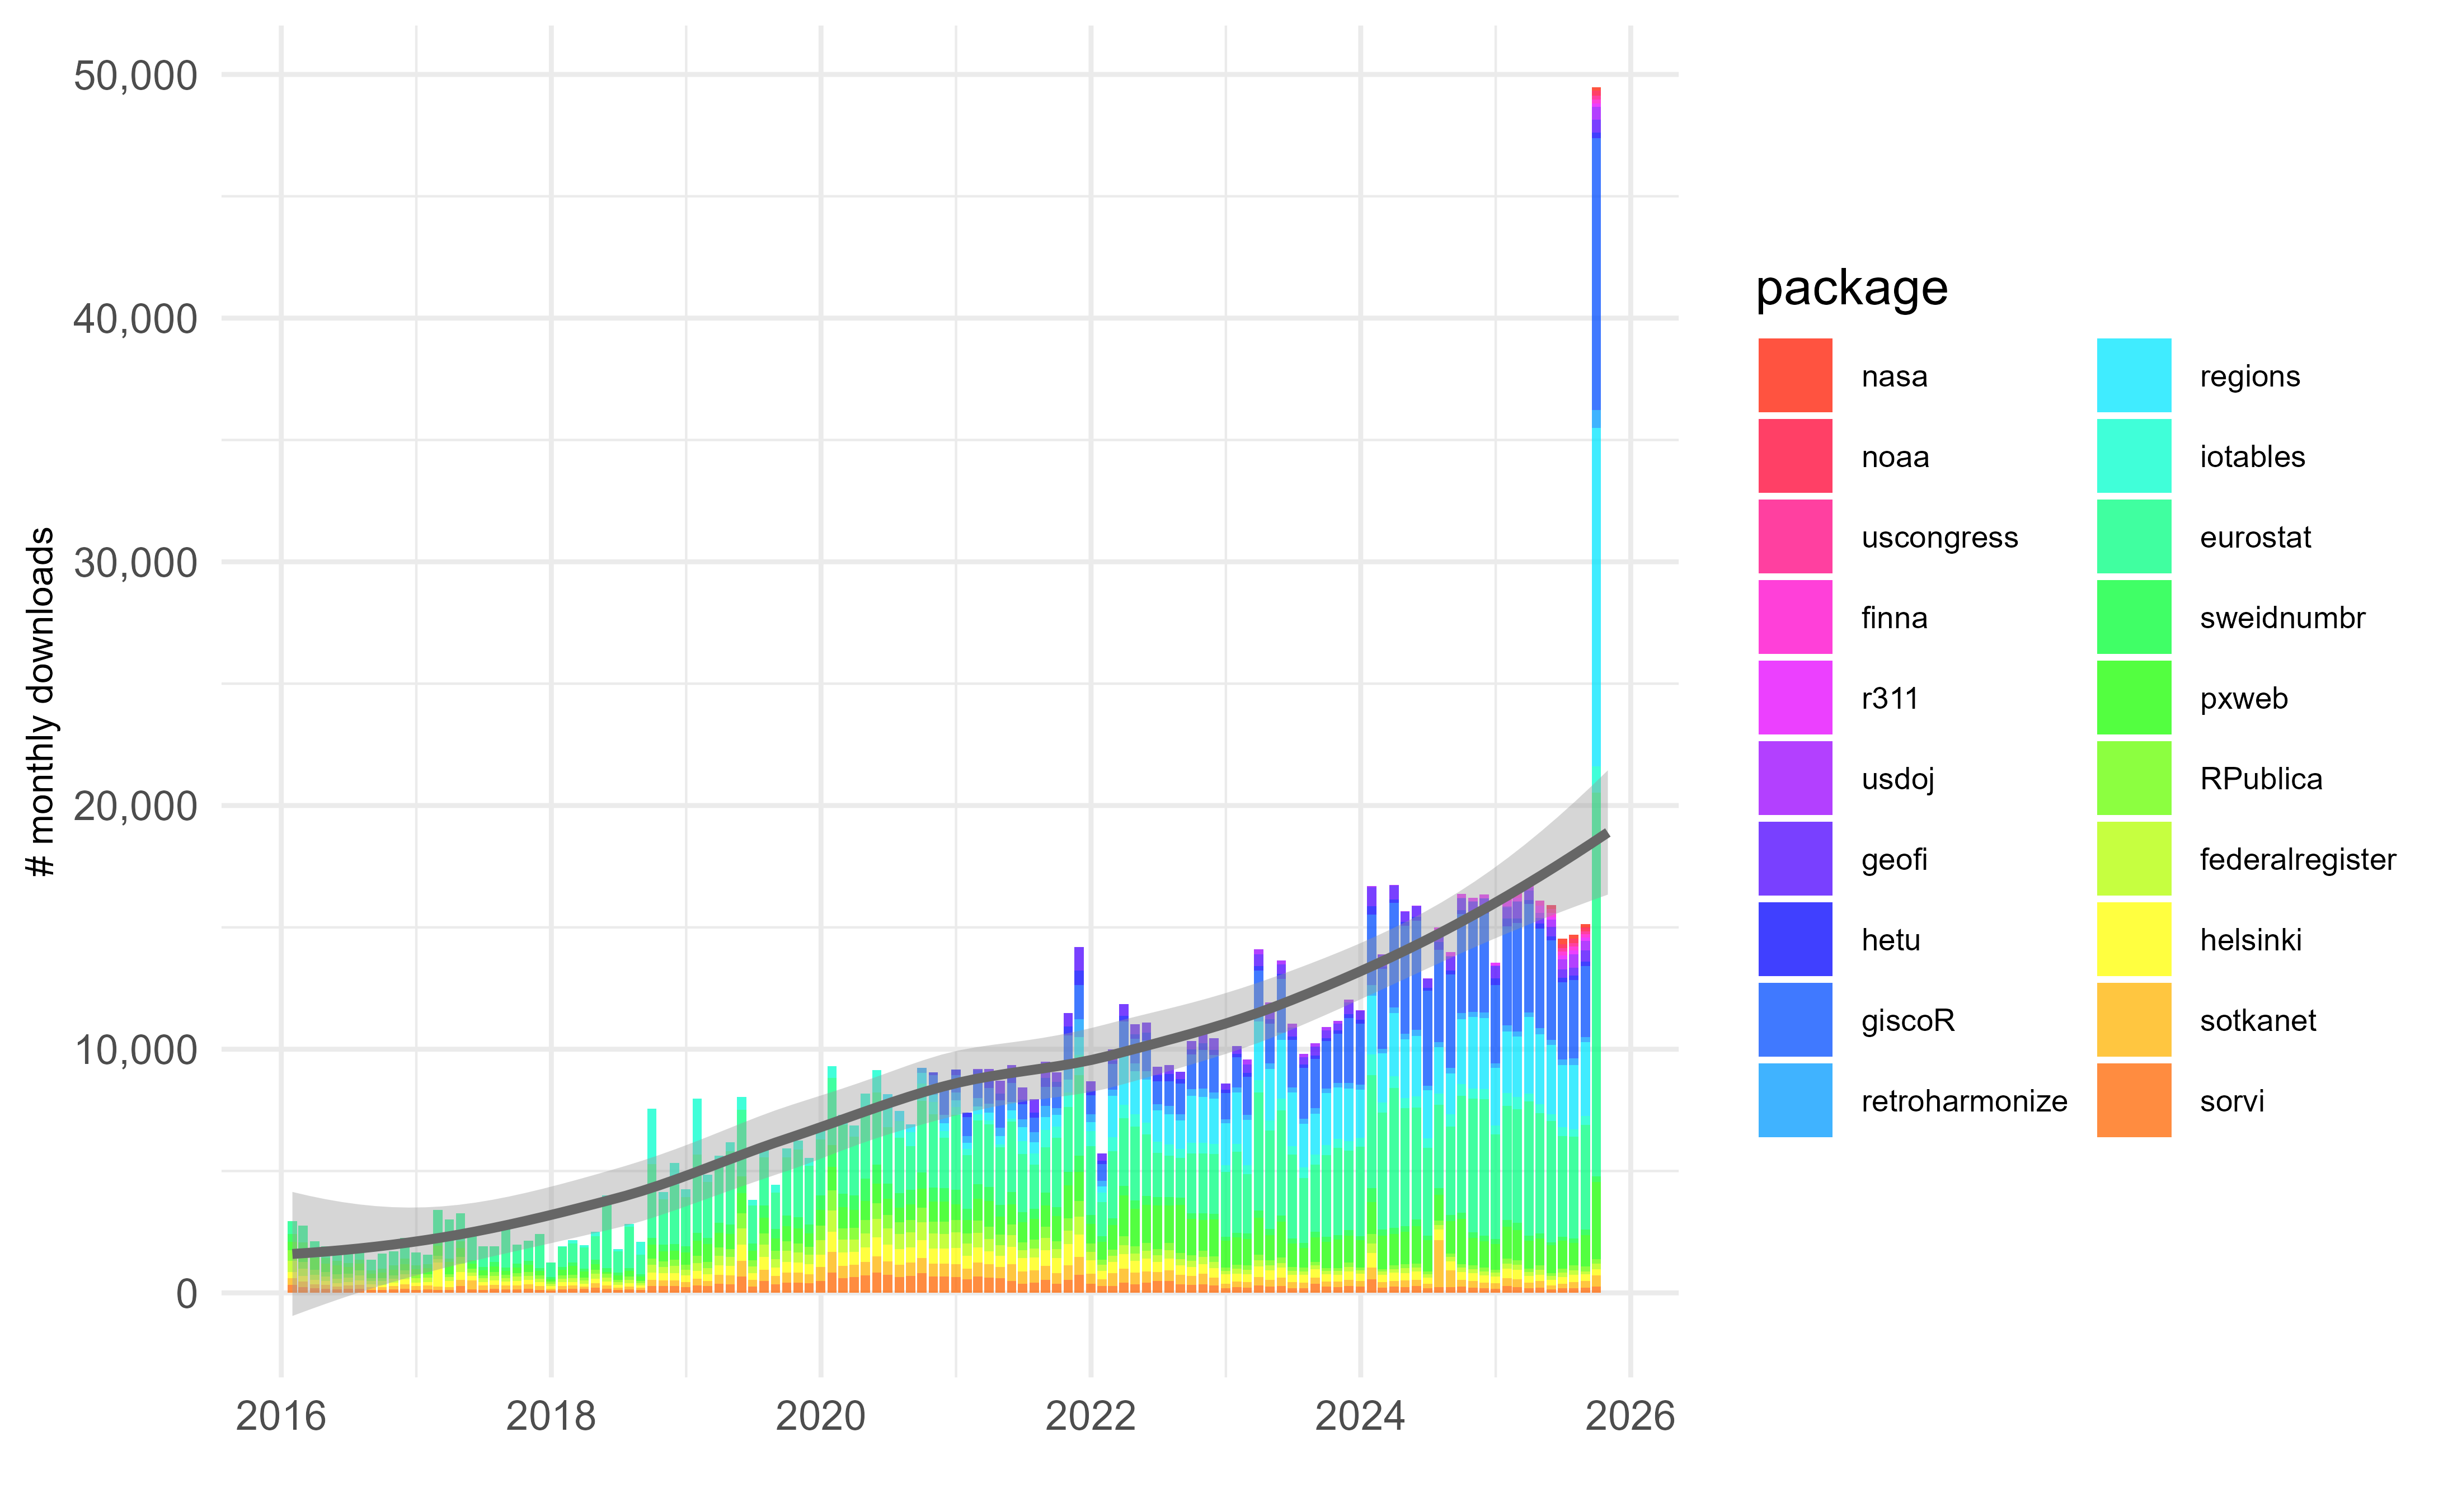 50,000
40,000
30,000
20,000
10,000
0
# monthly downloads
2016
2018
2020
2022
2024
2026
package
nasa
noaa
uscongress
finna
r311
usdoj
geofi
hetu
giscoR
retroharmonize
regions
iotables
eurostat
sweidnumbr
pxweb
RPublica
federalregister
helsinki
sotkanet
sorvi